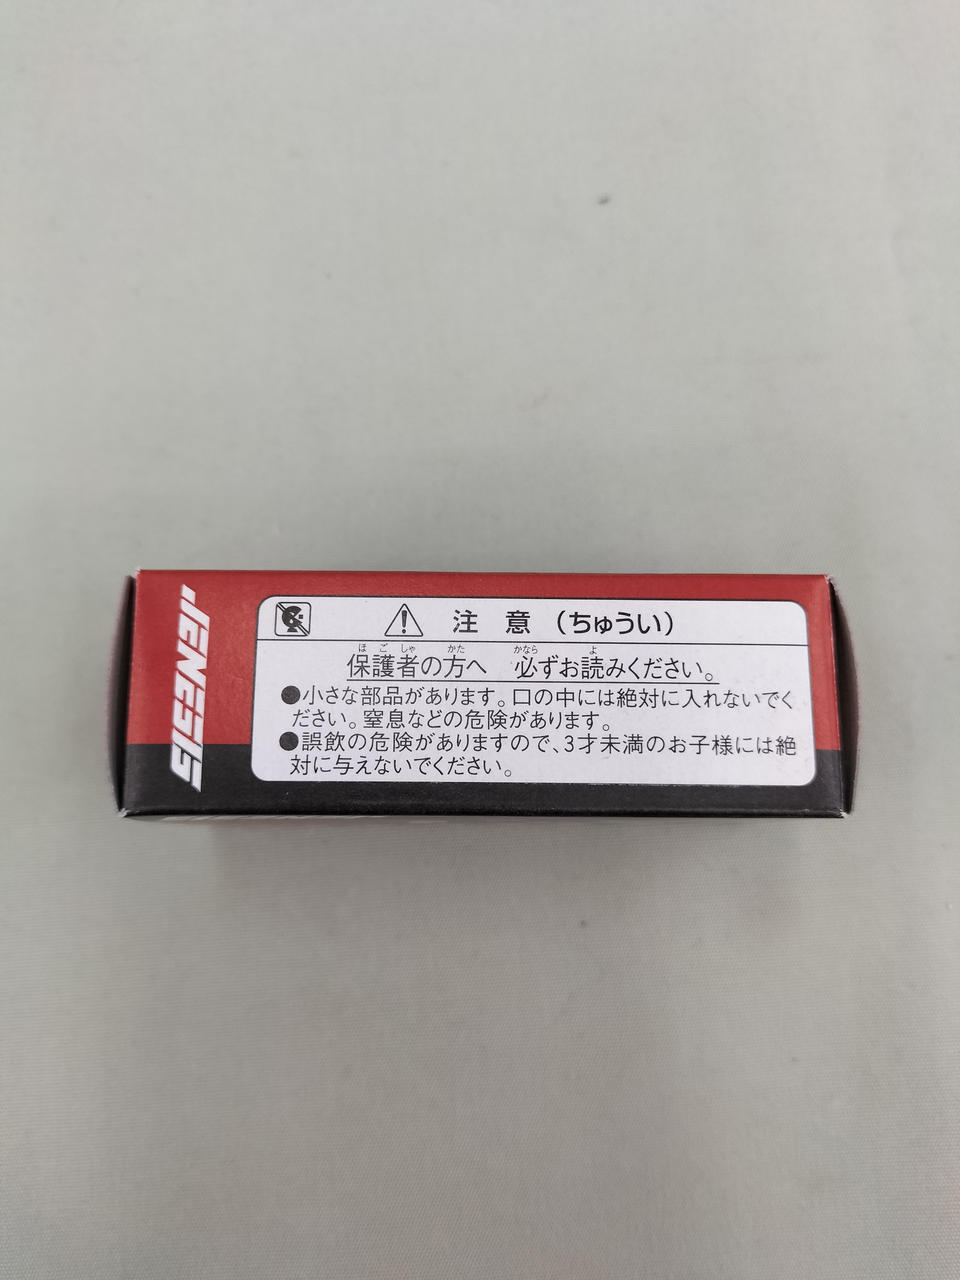 JENESIS
注 意 (ちゅうい)
保護者の方へ 必ずお読みください。
ほ ご しゃ かた かなら よ
●小さな部品があります。口の中には絶対に入れないでく
ださい。窒息などの危険があります。
●誤飲の危険がありますので、3才未満のお子様には絶
対に与えないでください。